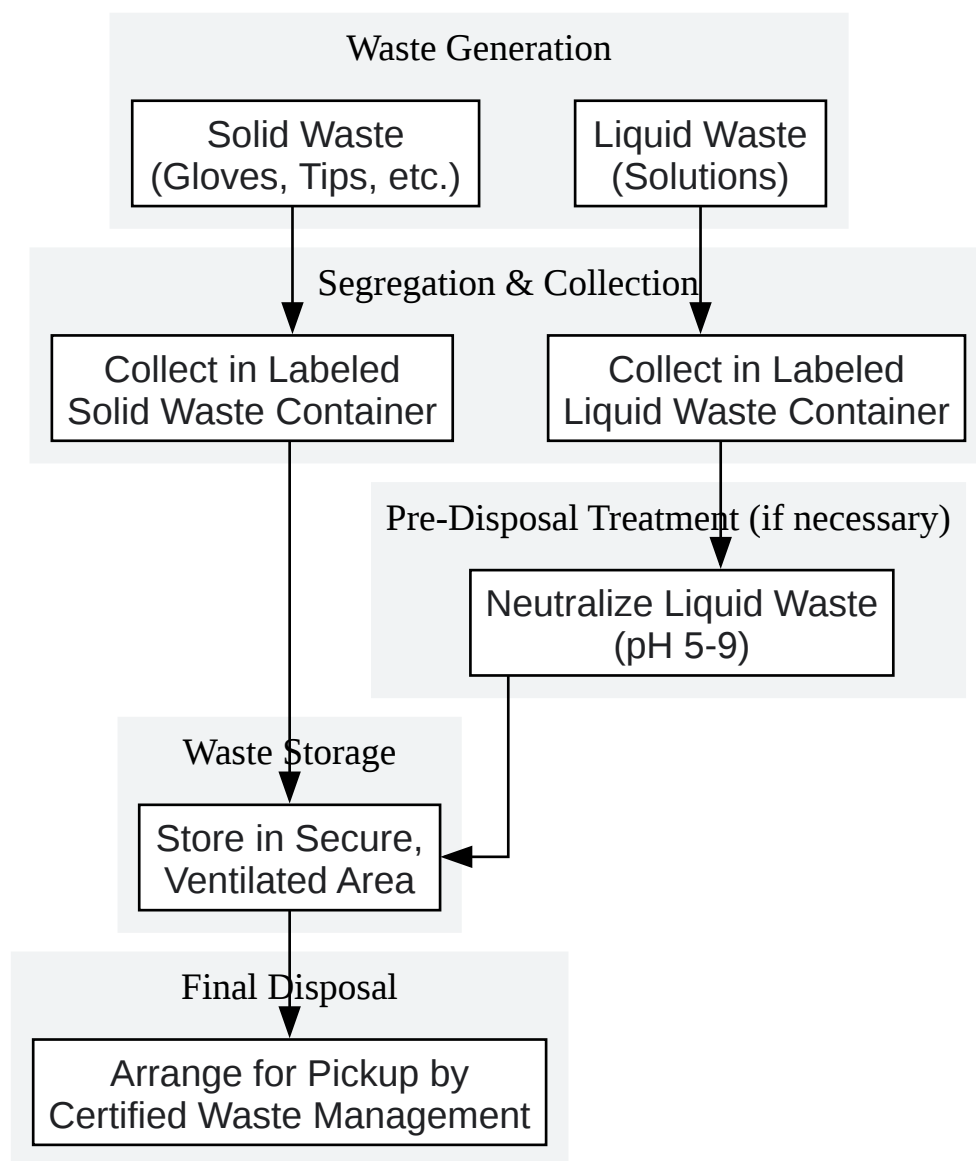 Waste Generation
Solid Waste
(Gloves, Tips, etc.)
Liquid Waste
(Solutions)
Segregation & Collection
Collect in Labeled
Solid Waste Container
Collect in Labeled
Liquid Waste Container
Pre-Disposal Treatment (if necessary)
Neutralize Liquid Waste
(pH 5-9)
Waste Storage
Store in Secure,
Ventilated Area
Final Disposal
Arrange for Pickup by
Certified Waste Management